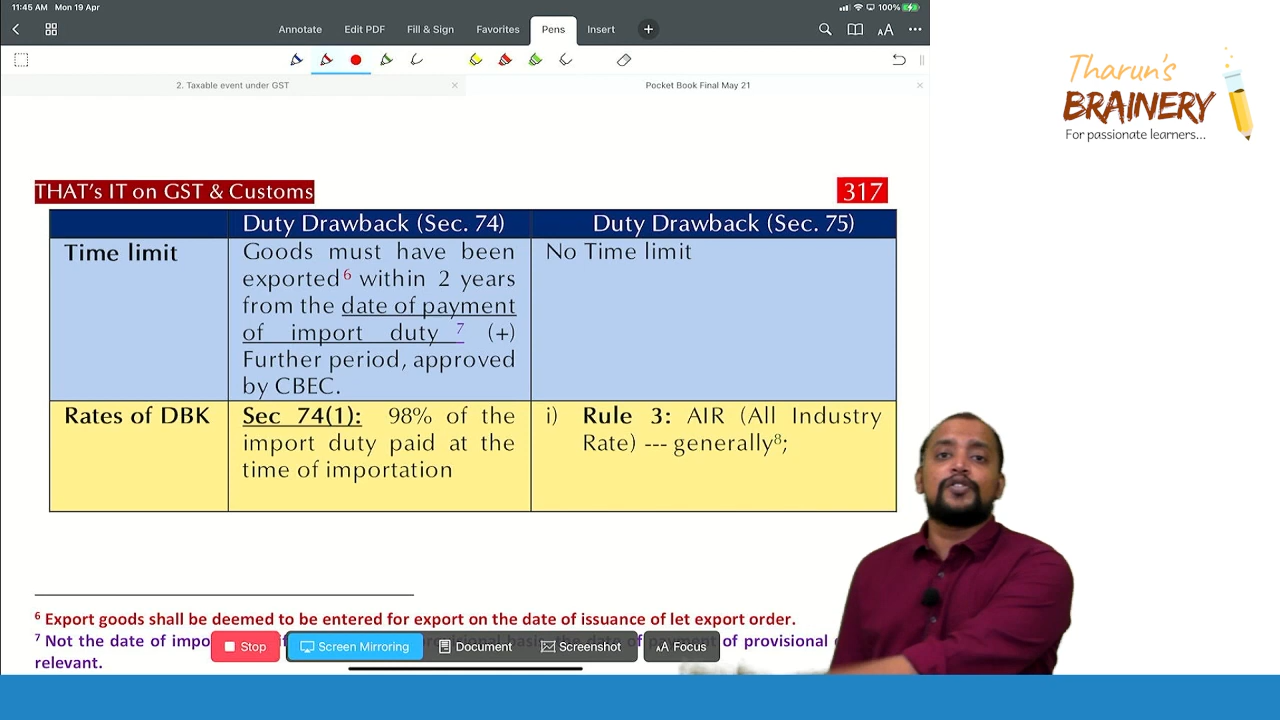 11:45 AM Mon 19 Apr
100%
Annotate
Edit PDF
Fill & Sign
Favorites
Pens
Insert
AA
2. Taxable event under GST
Pocket Book Final May 21
Tharun's
BRAINERY
For passionate learners...
THAT's IT on GST & Customs
317
Duty Drawback (Sec. 74)
Duty Drawback (Sec. 75)
Time limit
Goods must have been
exported⁶ within 2 years
from the date of payment
of import duty ⁷ (+)
Further period, approved
by CBEC.
No Time limit
Rates of DBK
Sec 74(1): 98% of the
import duty paid at the
time of importation
i) Rule 3: AIR (All Industry
Rate) --- generally⁸;
⁶ Export goods shall be deemed to be entered for export on the date of issuance of let export order.
⁷ Not the date of of provisional
relevant.
Stop
Screen Mirroring
Document
Screenshot
AA Focus